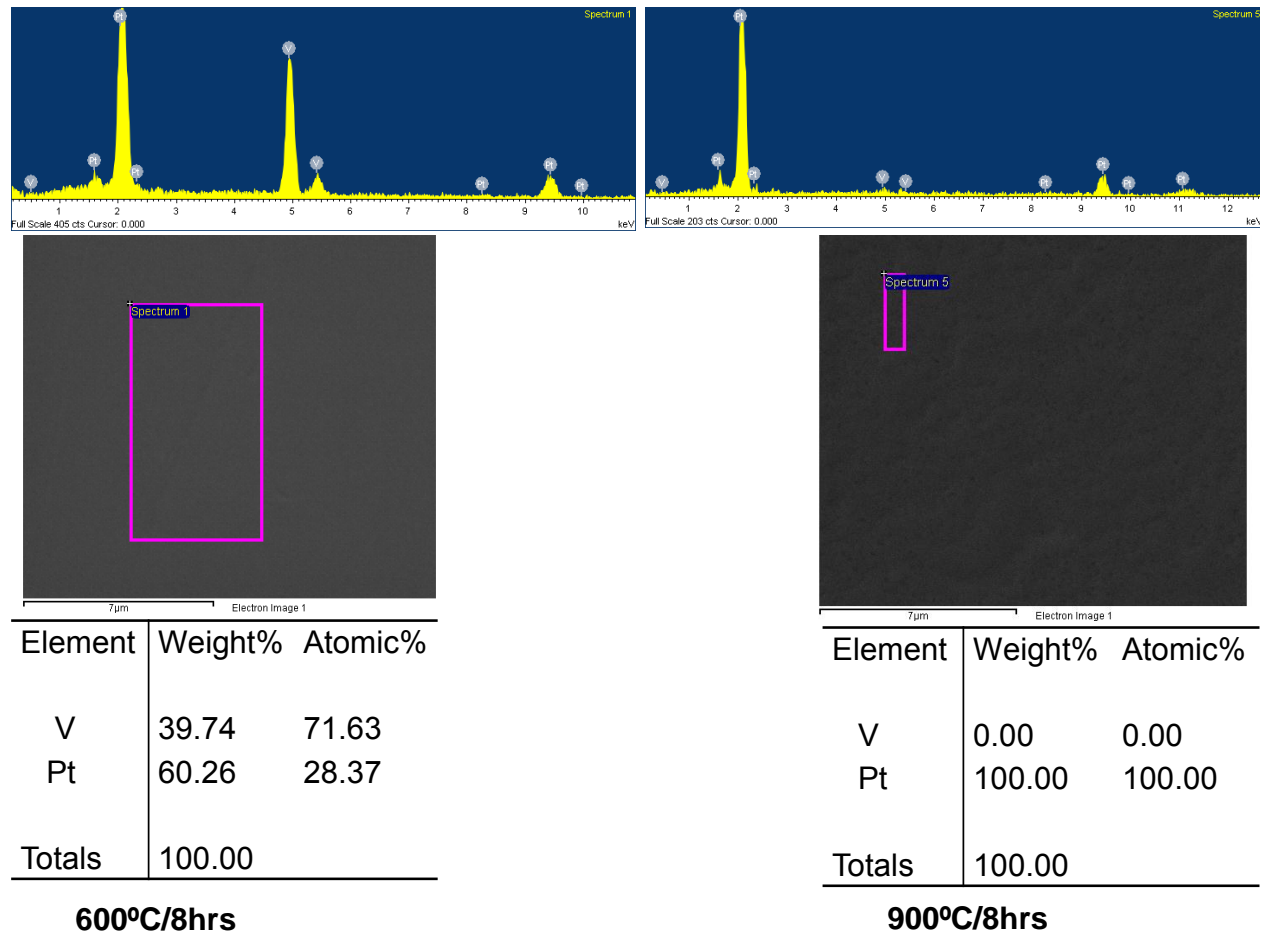 Spectrum 1
Pt
V
Pt
V
Pt
V
Pt
Pt
Pt
1 2 3 4 5 6 7 8 9 10
Full Scale 405 cts Cursor: 0.000 keV
Spectrum 1
7µm Electron Image 1
Element Weight% Atomic%
V 39.74 71.63
Pt 60.26 28.37
Totals 100.00
600ºC/8hrs
Spectrum 5
Pt
Pt
Pt
Pt
Pt
V
V
V
Pt
Pt
1 2 3 4 5 6 7 8 9 10 11 12
Full Scale 203 cts Cursor: 0.000 keV
Spectrum 5
7µm Electron Image 1
Element Weight% Atomic%
V 0.00 0.00
Pt 100.00 100.00
Totals 100.00
900ºC/8hrs